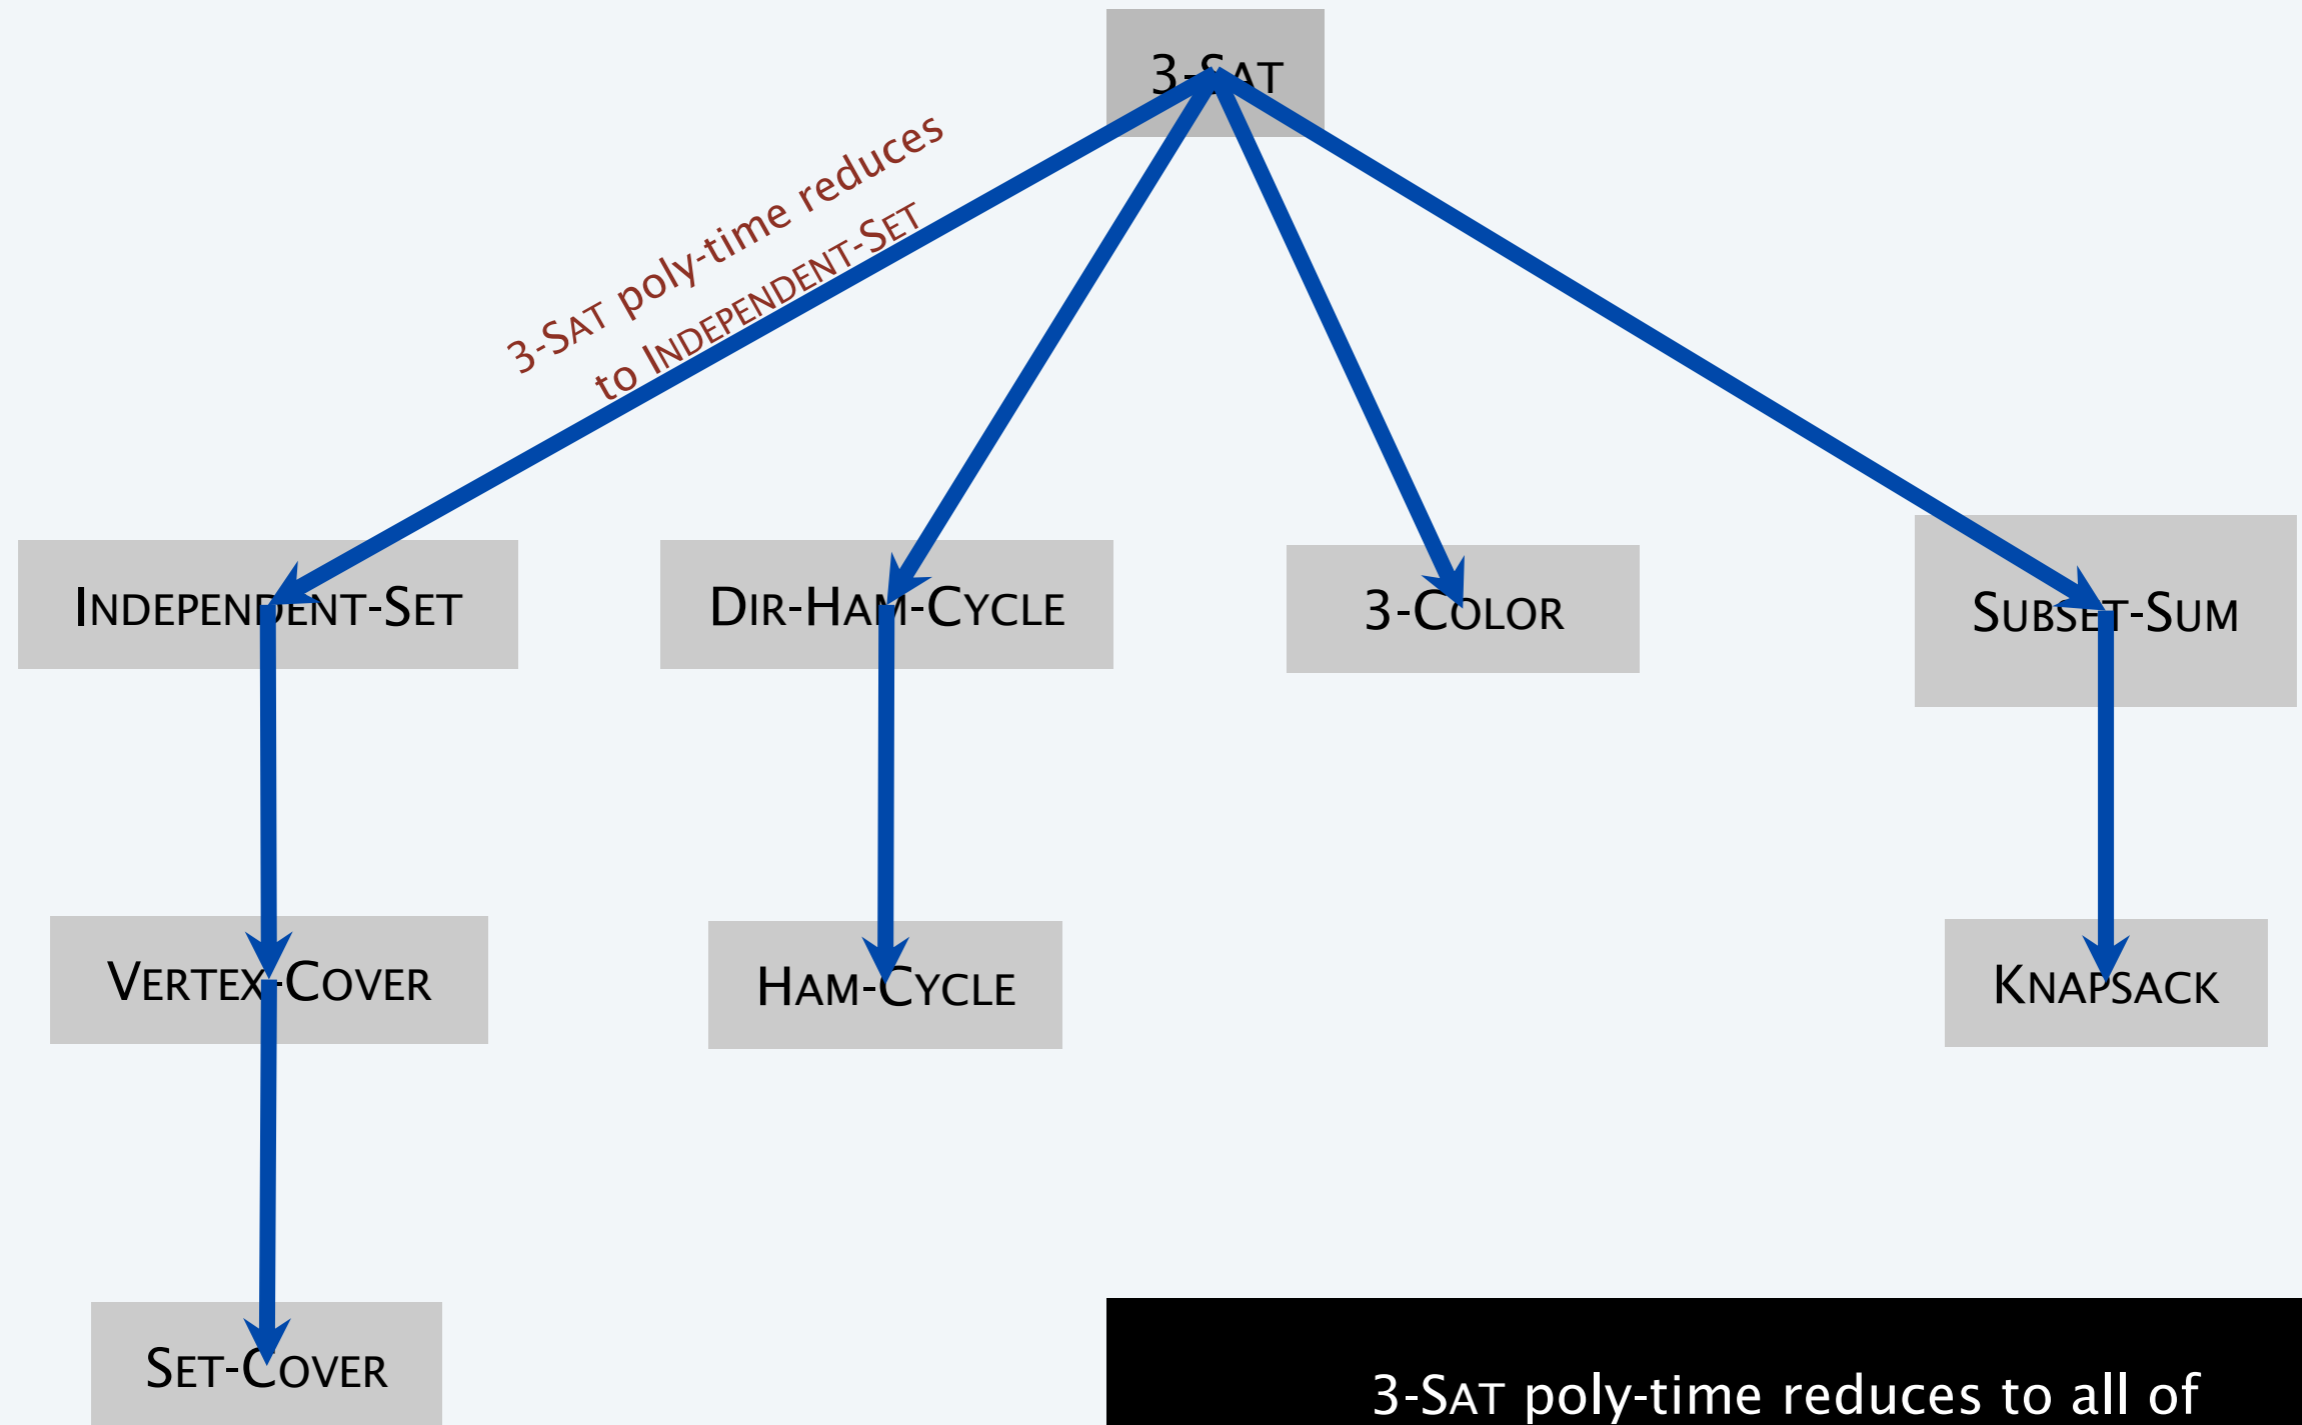 3-SAT
3-SAT poly-time reduces
to INDEPENDENT-SET
INDEPENDENT-SET
DIR-HAM-CYCLE
3-COLOR
SUBSET-SUM
VERTEX-COVER
HAM-CYCLE
KNAPSACK
SET-COVER
3-SAT poly-time reduces to all of